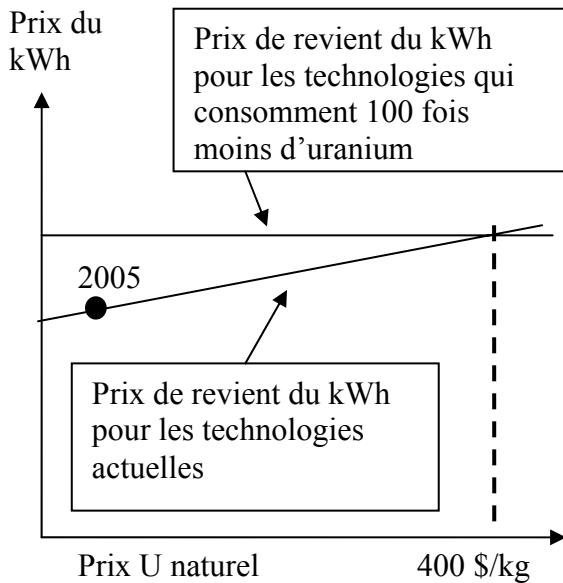 Prix du
kWh
Prix de revient du kWh
pour les technologies qui
consomment 100 fois
moins d'uranium
2005
Prix de revient du kWh
pour les technologies
actuelles
Prix U naturel
400 $/kg